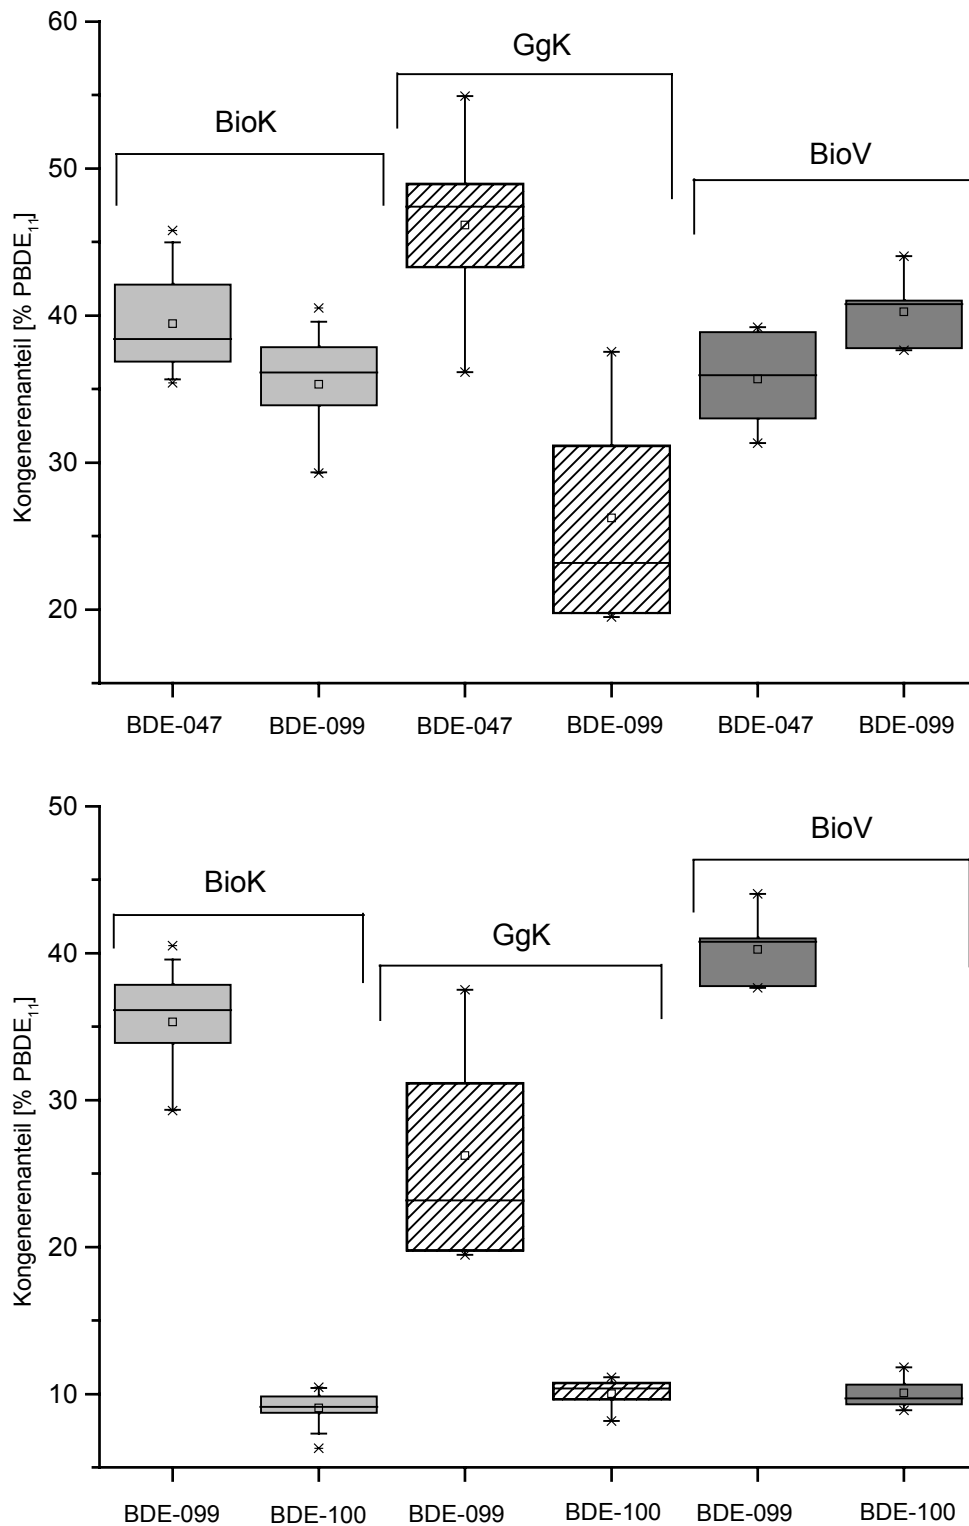 60
GgK
BioK
BioV
50
40
30
20
Kongenerenanteil [% PBDE11]
BDE-047 BDE-099 BDE-047 BDE-099 BDE-047 BDE-099
50
BioV
BioK
GgK
40
30
20
10
Kongenerenanteil [% PBDE11]
BDE-099 BDE-100 BDE-099 BDE-100 BDE-099 BDE-100